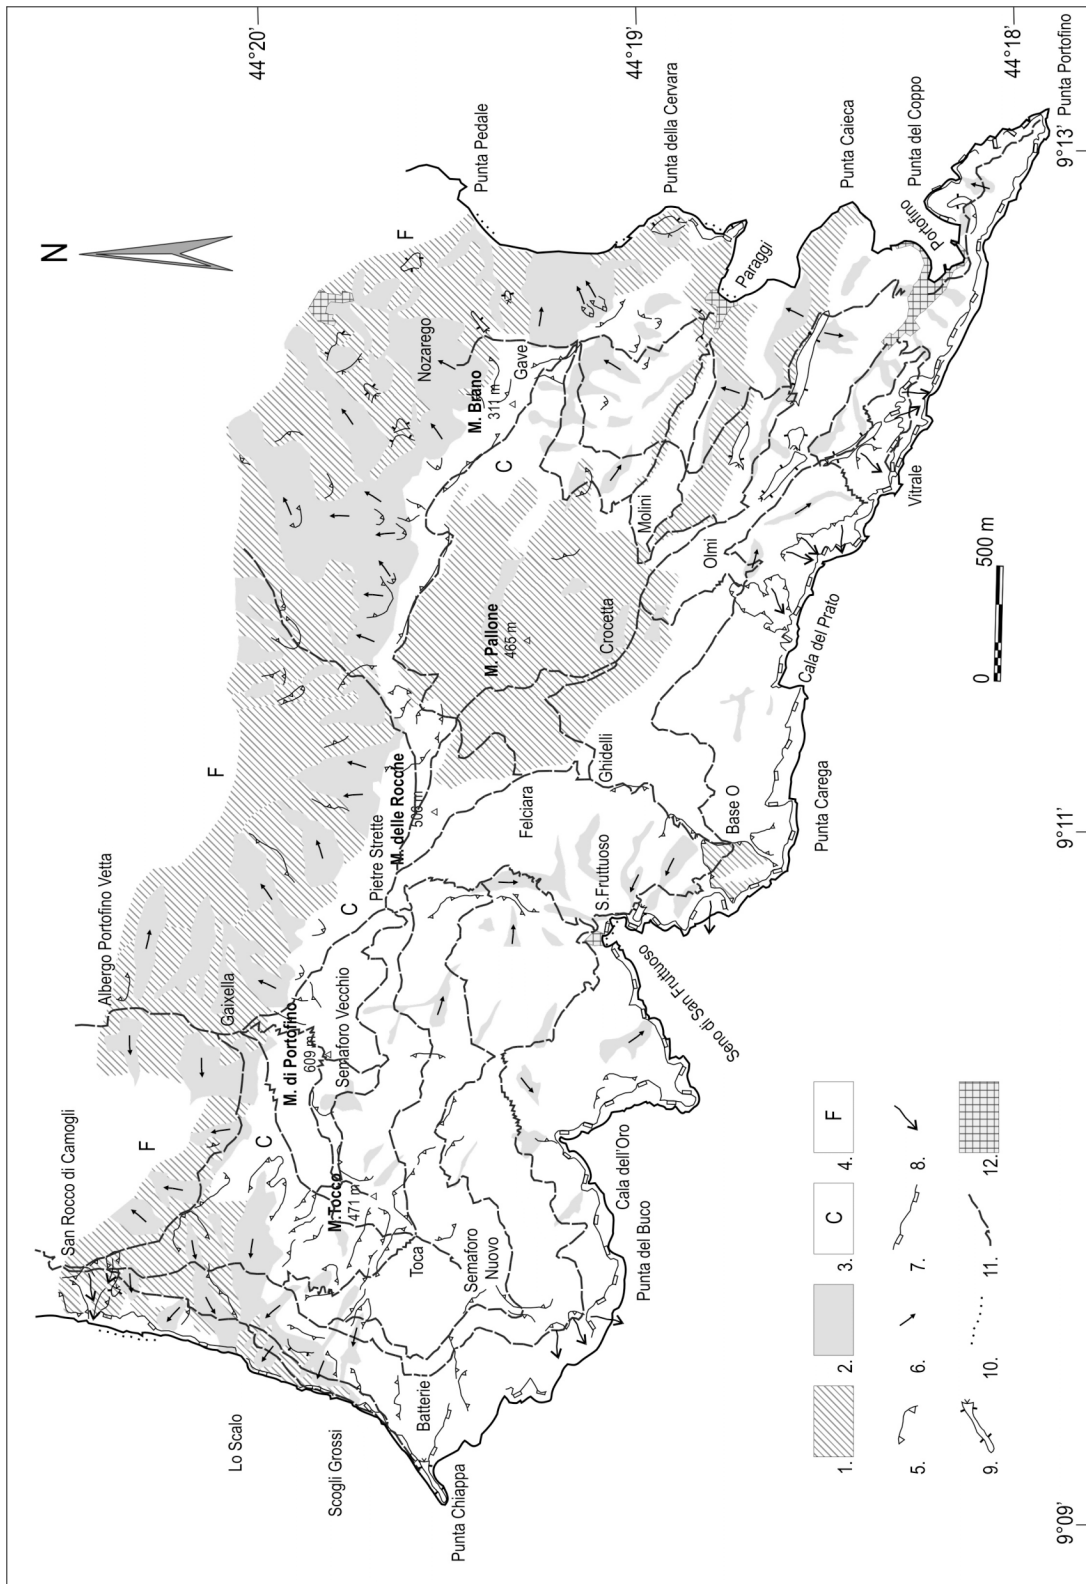 N
44°20'
44°19'
44°18'
9°13'
9°11'
9°09'
Punta Portofino
Punta Pedale
Punta della Cervara
Punta Caieca
Punta del Coppo
Portofino
Paraggi
F
Nozarego
M. Brano
311 m
Gave
C
Molini
Olmi
Vitrale
M. Pallone
465 m
Crocetta
Cala del Prato
F
M. delle Rocche
500 m
Pietre Strette
Felciara
Ghidelli
Base O
Punta Carega
Albergo Portofino Vetta
Gaixella
C
M. di Portofino
609 m
Semaforo Vecchio
S.Fruttuoso
Seno di San Fruttuoso
San Rocco di Camogli
F
C
M.Tocco
471 m
Toca
Semaforo
Nuovo
Cala dell'Oro
Punta del Buco
Lo Scalo
Scogli Grossi
Batterie
Punta Chiappa
0
500 m
1.
2.
C
3.
F
4.
5.
6.
7.
8.
9.
10.
11.
12.